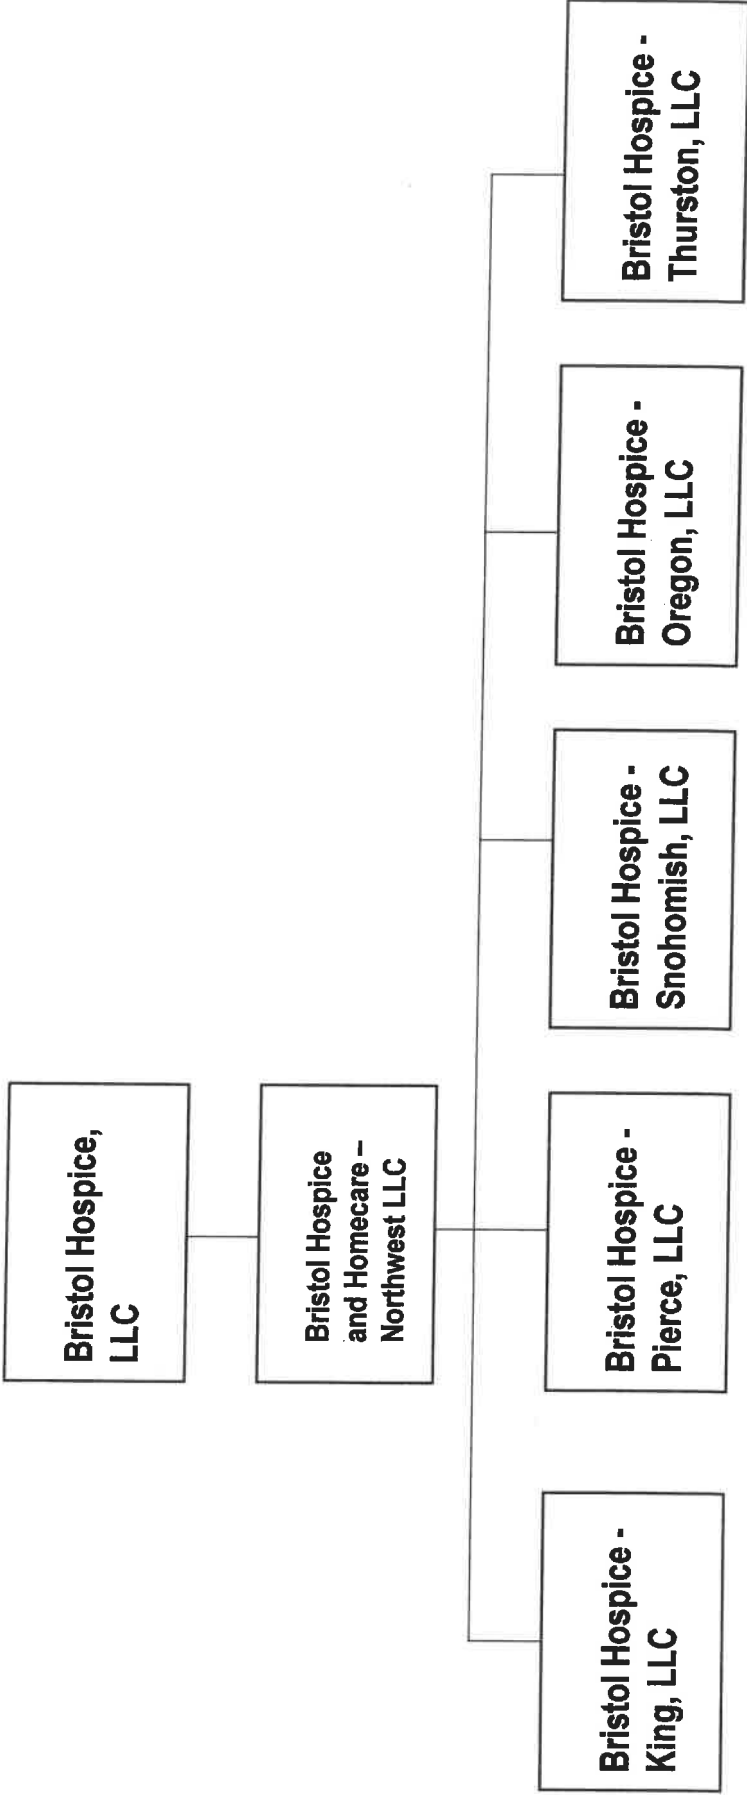 Bristol Hospice,
LLC
Bristol Hospice
and Homecare –
Northwest LLC
Bristol Hospice -
King, LLC
Bristol Hospice -
Pierce, LLC
Bristol Hospice -
Snohomish, LLC
Bristol Hospice -
Oregon, LLC
Bristol Hospice -
Thurston, LLC